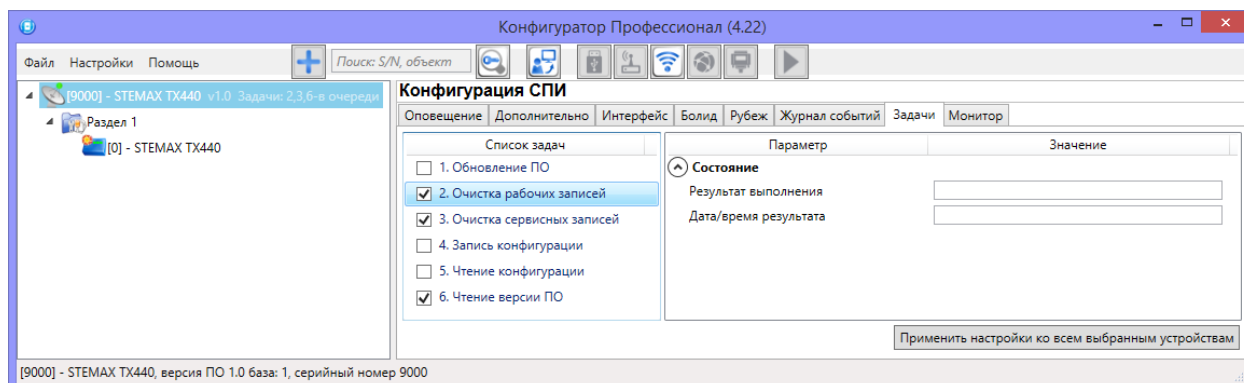 Конфигуратор Профессионал (4.22)
Файл Настройки Помощь Поиск: S/N, объект
[9000] - STEMAX TX440 v1.0 Задачи: 2,3,6-в очереди
Раздел 1
[0] - STEMAX TX440
Конфигурация СПИ
Оповещение Дополнительно Интерфейс Болид Рубеж Журнал событий Задачи Монитор
Список задач
1. Обновление ПО
2. Очистка рабочих записей
3. Очистка сервисных записей
4. Запись конфигурации
5. Чтение конфигурации
6. Чтение версии ПО
Параметр Значение
Состояние
Результат выполнения
Дата/время результата
Применить настройки ко всем выбранным устройствам
[9000] - STEMAX TX440, версия ПО 1.0 база: 1, серийный номер 9000